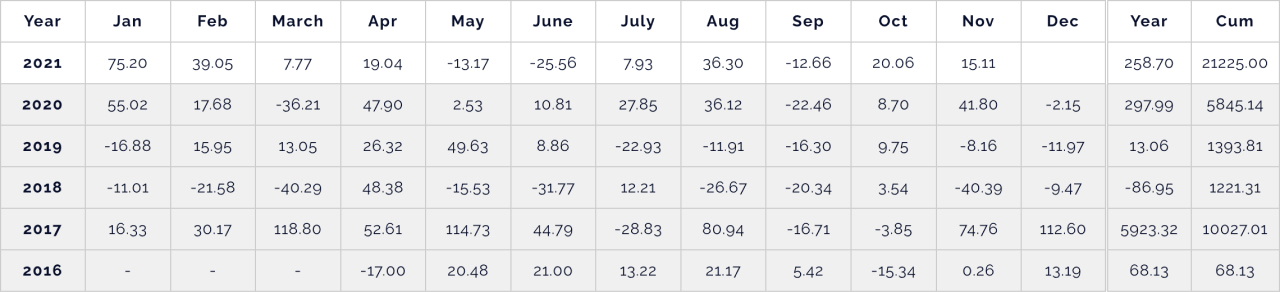 Year Jan Feb March Apr May June July Aug Sep Oct Nov Dec Year Cum
2021 75.20 39.05 7.77 19.04 -13.17 -25.56 7.93 36.30 -12.66 20.06 15.11 258.70 21225.00
2020 55.02 17.68 -36.21 47.90 2.53 10.81 27.85 36.12 -22.46 8.70 41.80 -2.15 297.99 5845.14
2019 -16.88 15.95 13.05 26.32 49.63 8.86 -22.93 -11.91 -16.30 9.75 -8.16 -11.97 13.06 1393.81
2018 -11.01 -21.58 -40.29 48.38 -15.53 -31.77 12.21 -26.67 -20.34 3.54 -40.39 -9.47 -86.95 1221.31
2017 16.33 30.17 118.80 52.61 114.73 44.79 -28.83 80.94 -16.71 -3.85 74.76 112.60 5923.32 10027.01
2016 - - - -17.00 20.48 21.00 13.22 21.17 5.42 -15.34 0.26 13.19 68.13 68.13